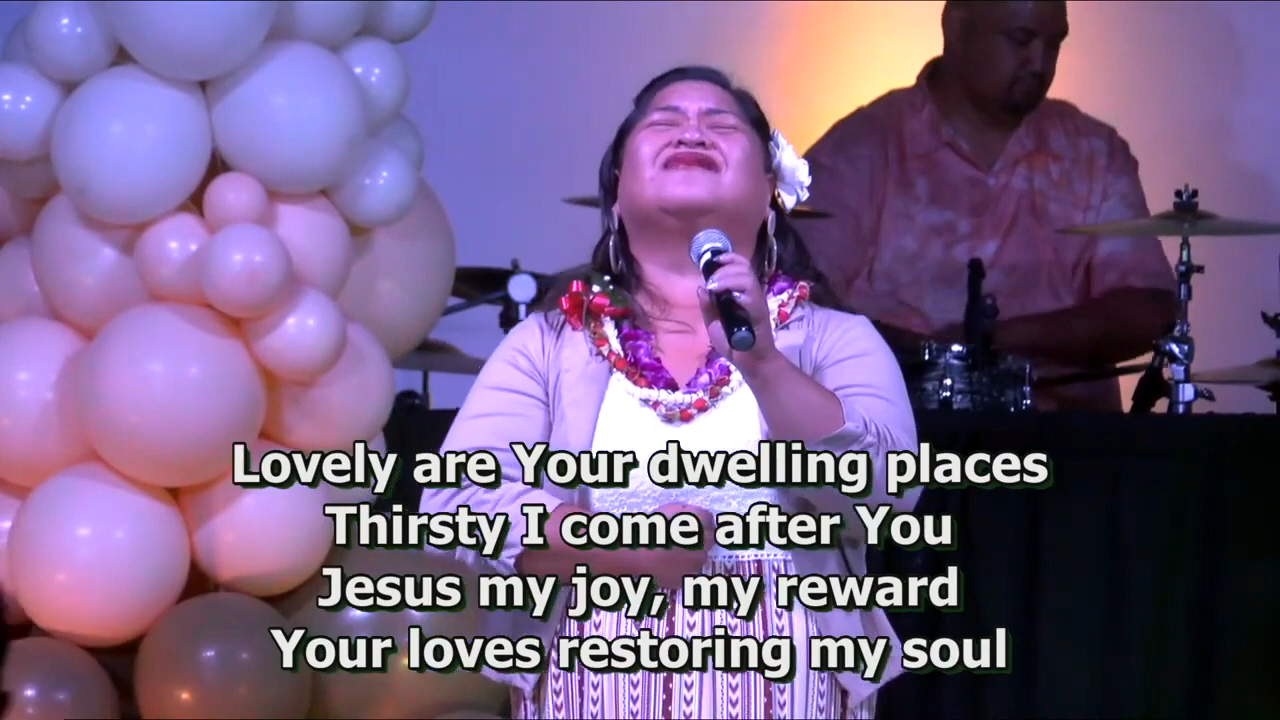 Lovely are Your dwelling places
Thirsty I come after You
Jesus my joy, my reward
Your loves restoring my soul